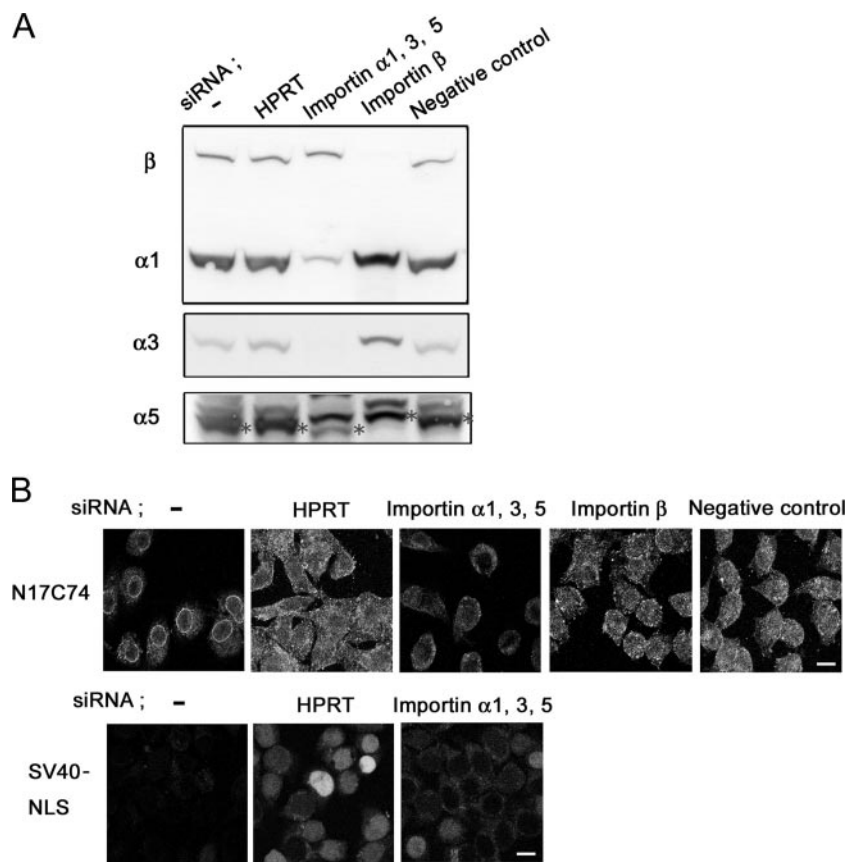 A
siRNA ;
- HPRT Importin α1, 3, 5 Importin β Negative control
β
α1
α3
α5
* * * * *
B
siRNA ; - HPRT Importin α1, 3, 5 Importin β Negative control
N17C74
siRNA ; - HPRT Importin α1, 3, 5
SV40-
NLS